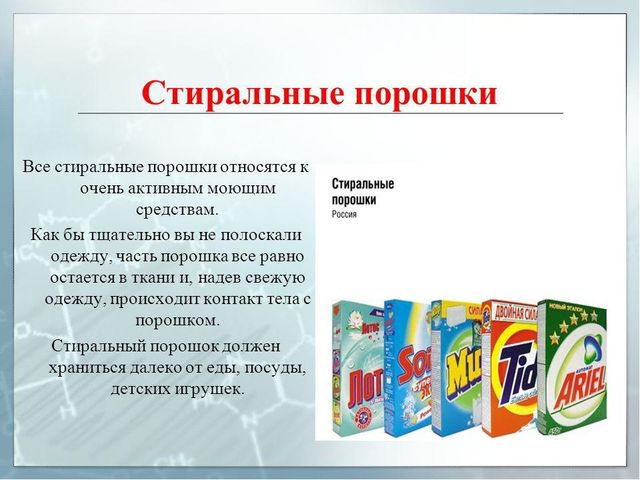 Стиральные порошки
Все стиральные порошки относятся к
очень активным моющим
средствам.
Как бы тщательно вы не полоскали
одежду, часть порошка все равно
остается в ткани и, надев свежую
одежду, происходит контакт тела с
порошком.
Стиральный порошок должен
храниться далеко от еды, посуды,
детских игрушек.
Стиральные
порошки
Россия
Лотос
ДВОЙНАЯ СИЛА
Tide
НОВЫЙ ЭТАЛОН
АВТОМАТ
ARIEL